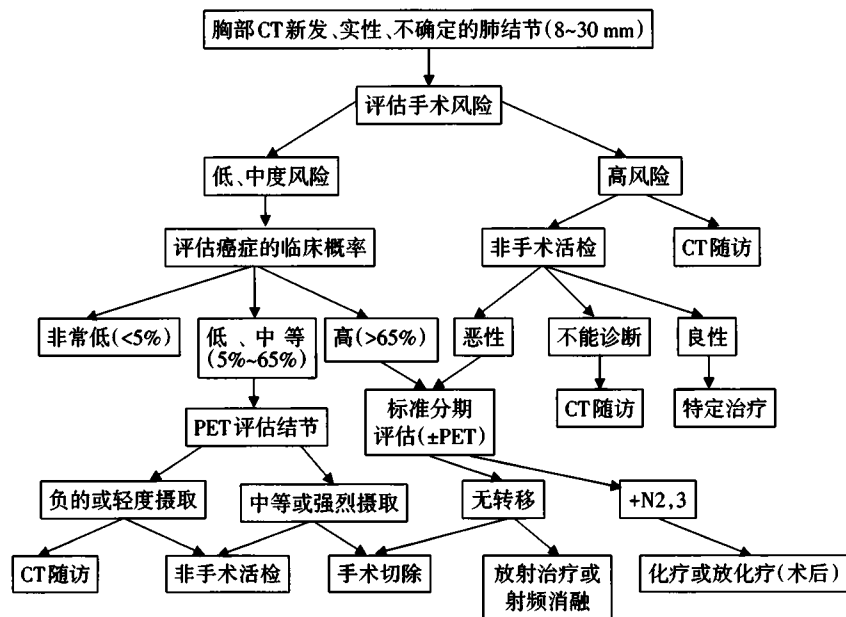 胸部CT新发、实性、不确定的肺结节(8~30 mm)
评估手术风险
低、中度风险
高风险
评估癌症的临床概率
非手术活检
CT随访
非常低(<5%)
低、中等
(5%~65%)
高(>65%)
恶性
不能诊断
良性
PET评估结节
标准分期
评估(±PET)
CT随访
特定治疗
负的或轻度摄取
中等或强烈摄取
无转移
+N2,3
CT随访
非手术活检
手术切除
放射治疗或
射频消融
化疗或放化疗(术后)